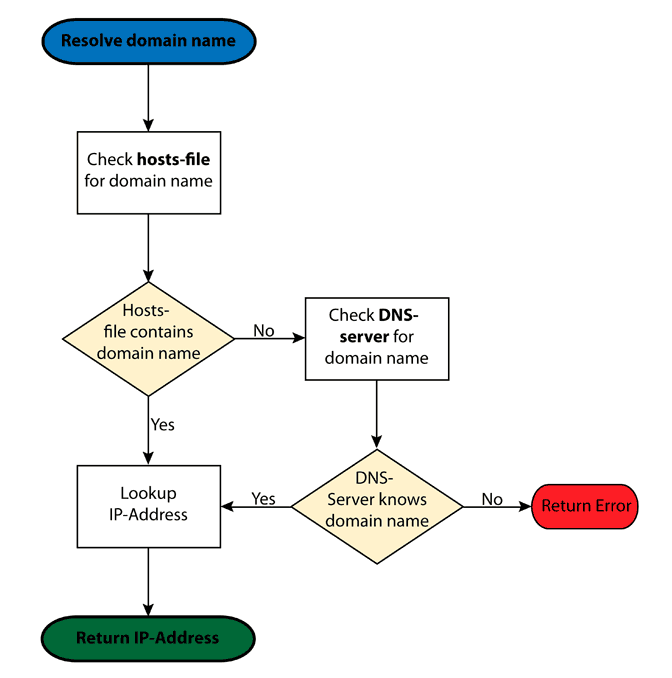 Resolve domain name
Check hosts-file
for domain name
Hosts-
file contains
domain name
No
Check DNS-
server for
domain name
Yes
Lookup
IP-Address
Yes
DNS-
Server knows
domain name
No
Return Error
Return IP-Address